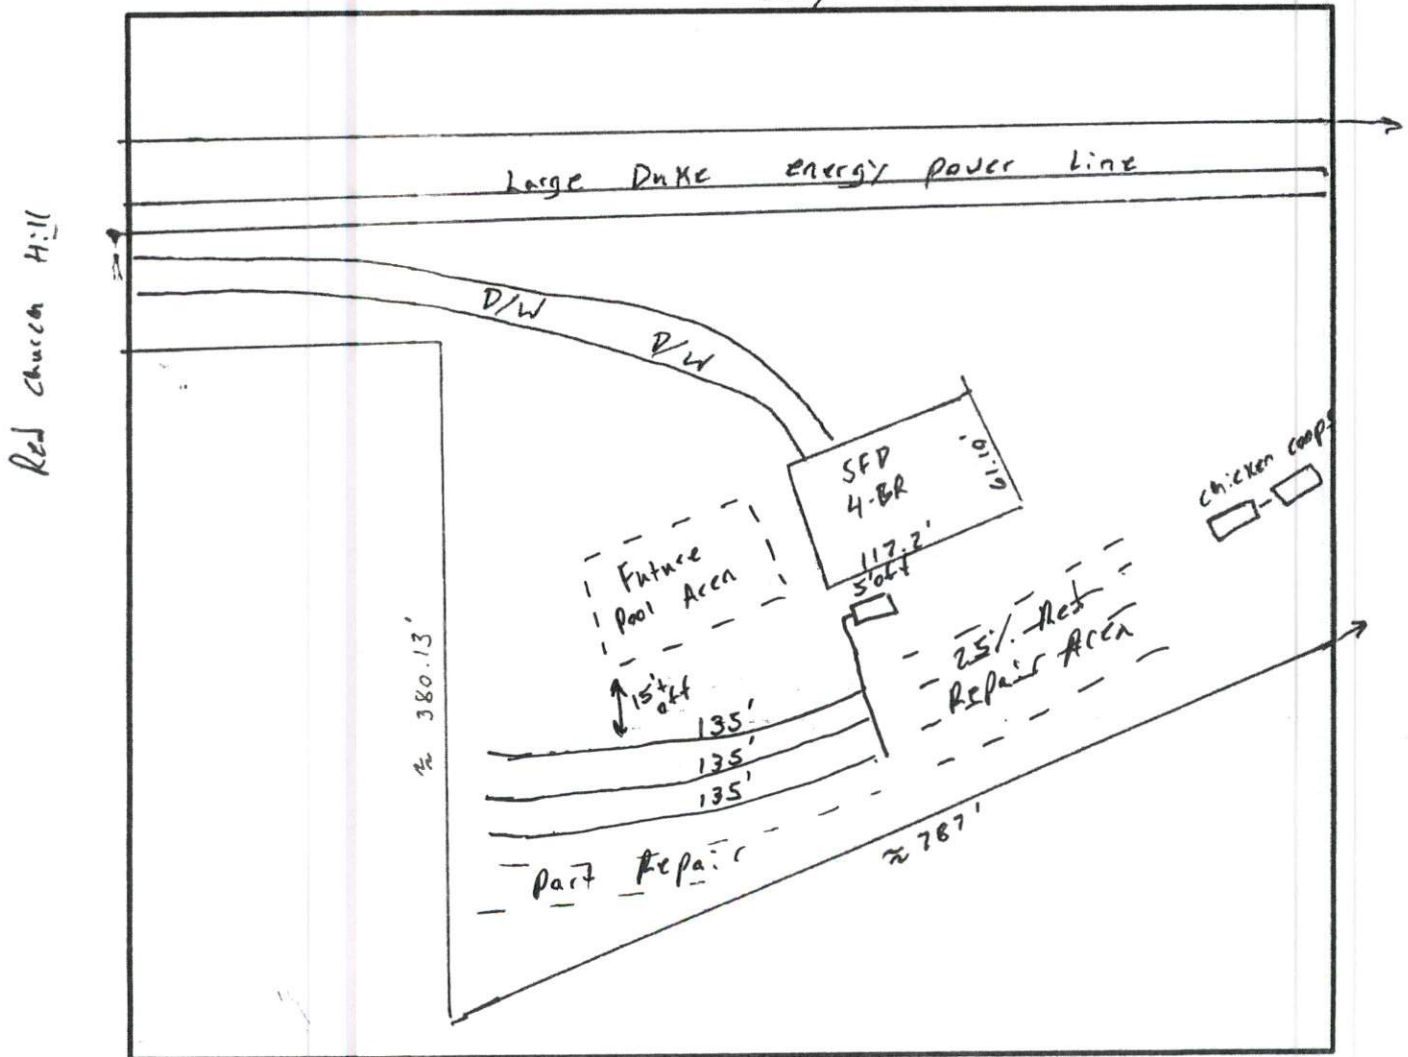 Large Duke energy power Line
Red Church Hill
D/W
D/W
SFD
4-BR
61.10'
117.2'
5' off
chicken coops
Future
Pool Area
25% Red
Repair Area
15'+
off
≈ 380.13'
135'
135'
135'
Part Repair
≈ 787'